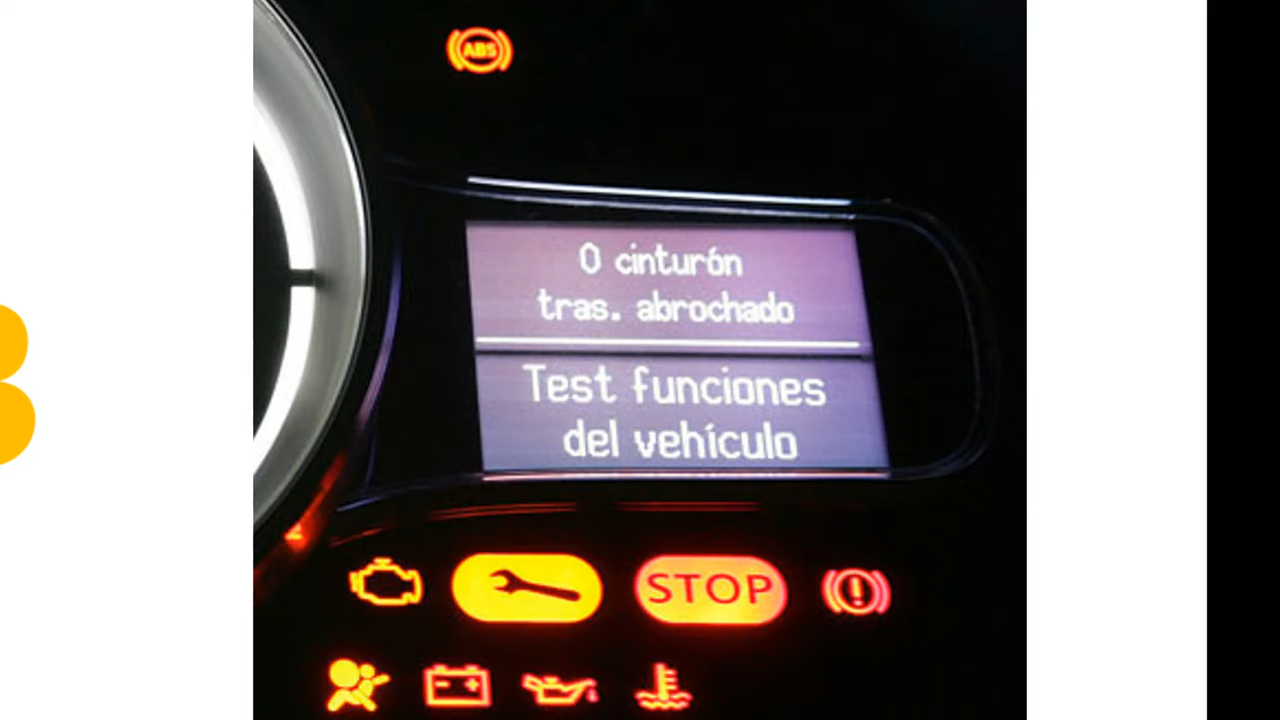 ABS
0 cinturón
tras. abrochado
Test funciones
del vehículo
STOP